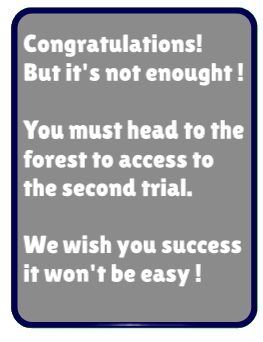 Congratulations!
But it's not enought !
You must head to the
forest to access to
the second trial.
We wish you success
it won't be easy !